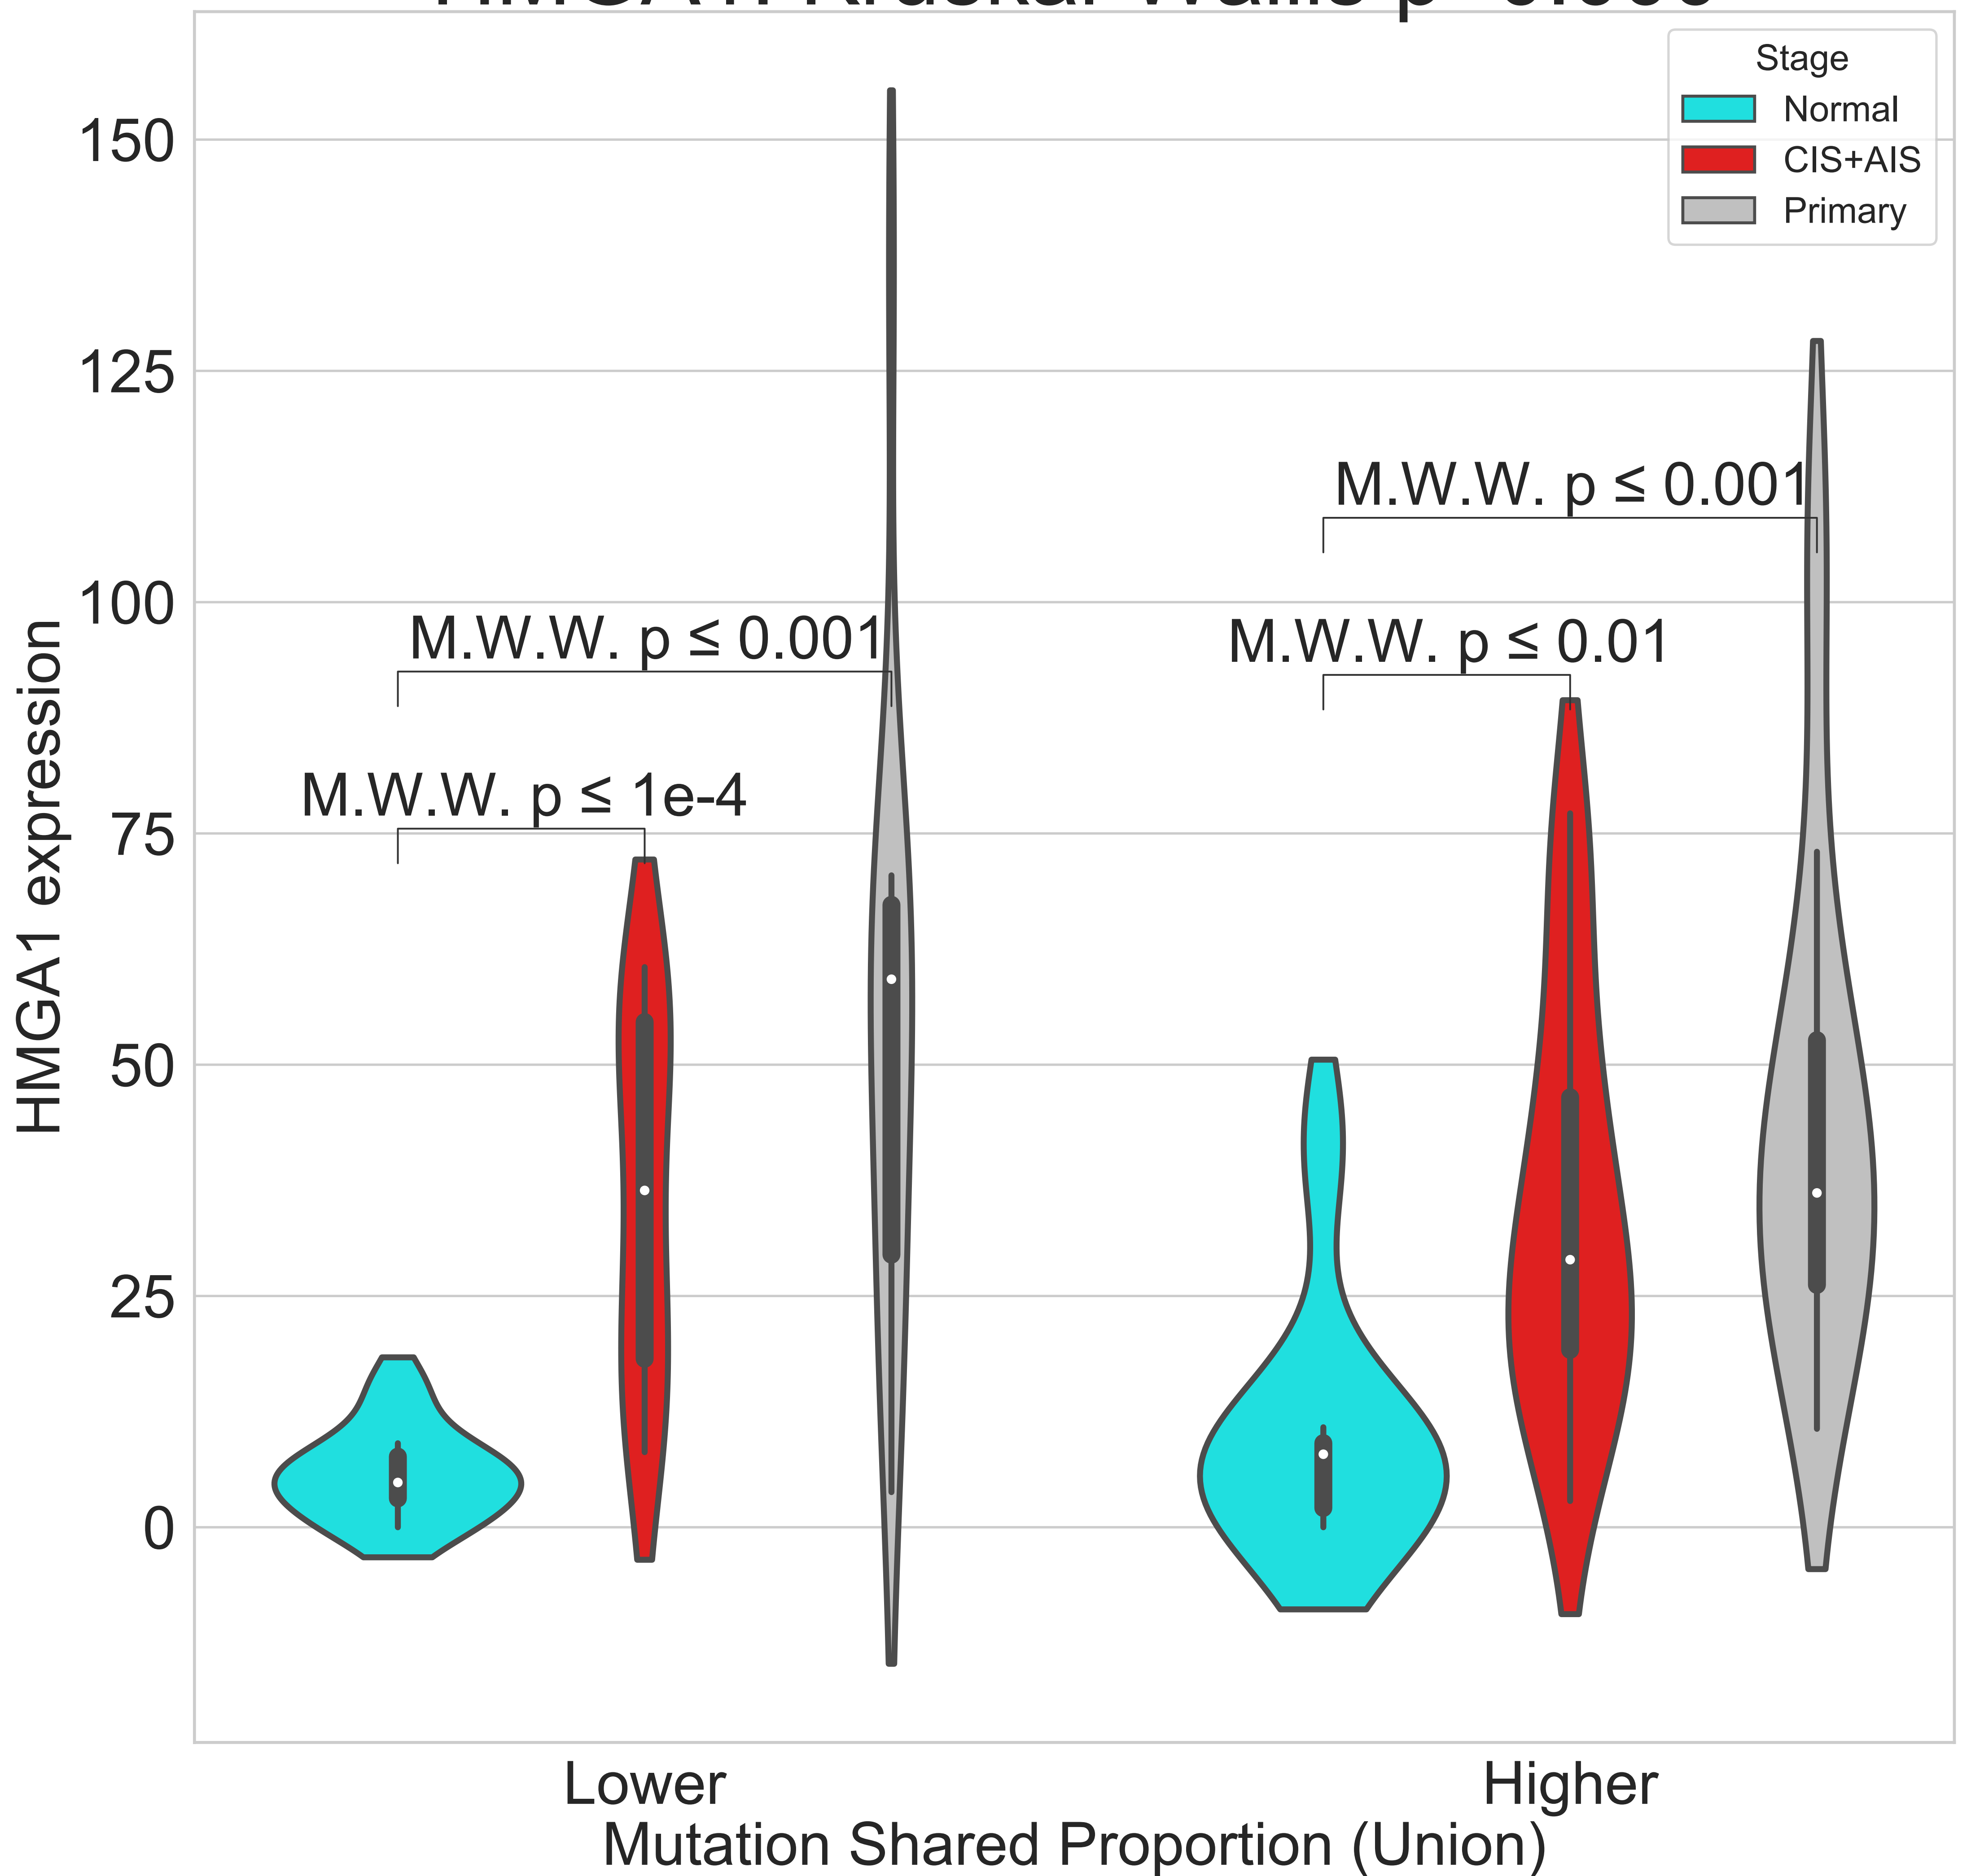 Stage
Normal
CIS+AIS
Primary
150
125
100
75
50
25
0
HMGA1 expression
M.W.W. p ≤ 0.001
M.W.W. p ≤ 0.001
M.W.W. p ≤ 0.01
M.W.W. p ≤ 1e-4
Lower
Higher
Mutation Shared Proportion (Union)